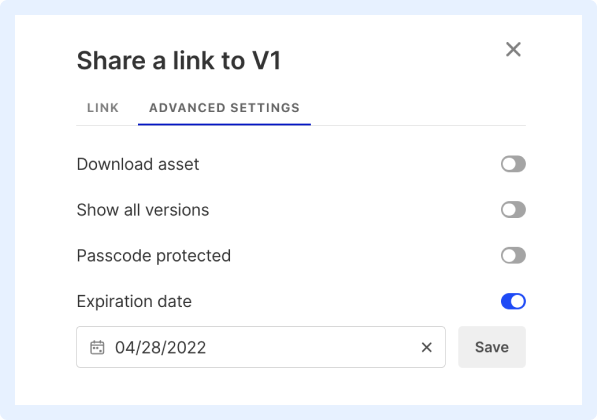 Share a link to V1
LINK ADVANCED SETTINGS
Download asset
Show all versions
Passcode protected
Expiration date
04/28/2022 Save